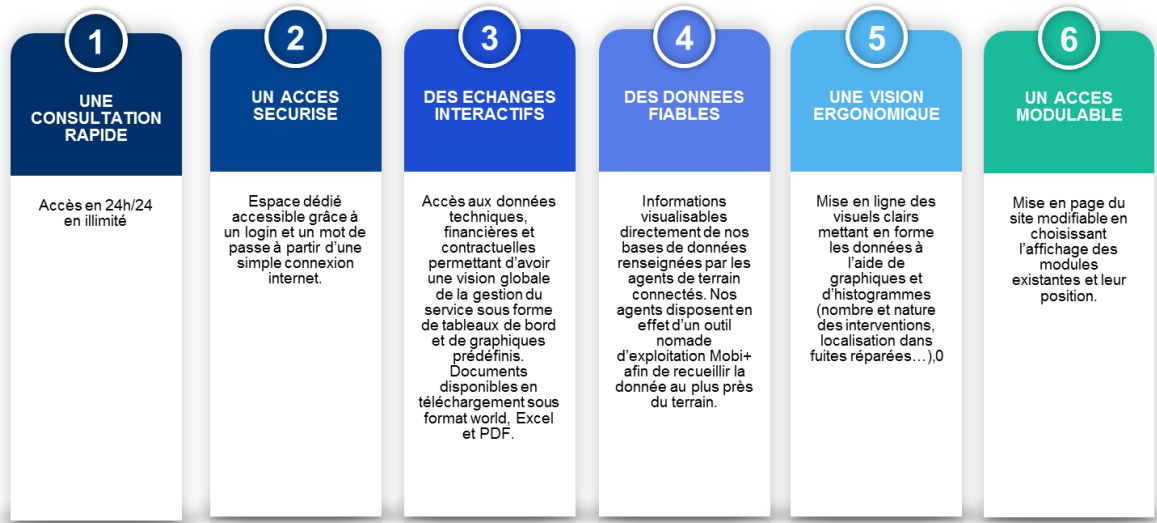 1
UNE
CONSULTATION
RAPIDE
Accès en 24h/24
en illimité
2
UN ACCES
SECURISE
Espace dédié
accessible grâce à
un login et un mot de
passe à partir d’une
simple connexion
internet.
3
DES ECHANGES
INTERACTIFS
Accès aux données
techniques,
financières et
contractuelles
permettant d’avoir
une vision globale
de la gestion du
service sous forme
de tableaux de bord
et de graphiques
prédéfinis.
Documents
disponibles en
téléchargement sous
format world, Excel
et PDF.
4
DES DONNEES
FIABLES
Informations
visualisables
directement de nos
bases de données
renseignées par les
agents de terrain
connectés. Nos
agents disposent en
effet d’un outil
nomade
d’exploitation Mobi+
afin de recueillir la
donnée au plus près
du terrain.
5
UNE VISION
ERGONOMIQUE
Mise en ligne des
visuels clairs
mettant en forme
les données à
l’aide de
graphiques et
d’histogrammes
(nombre et nature
des interventions,
localisation dans
fuites réparées…),0
6
UN ACCES
MODULABLE
Mise en page du
site modifiable en
choisissant
l’affichage des
modules
existantes et leur
position.